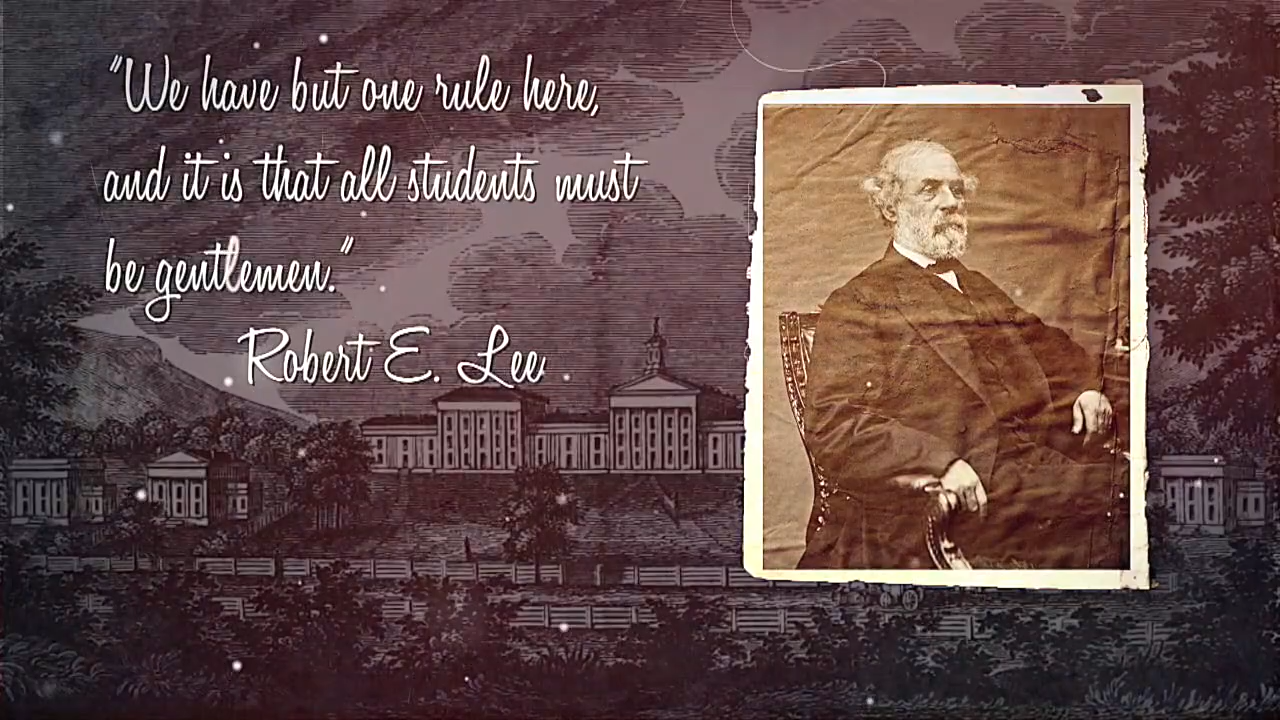 "We have but one rule here,
and it is that all students must
be gentlemen."
Robert E. Lee